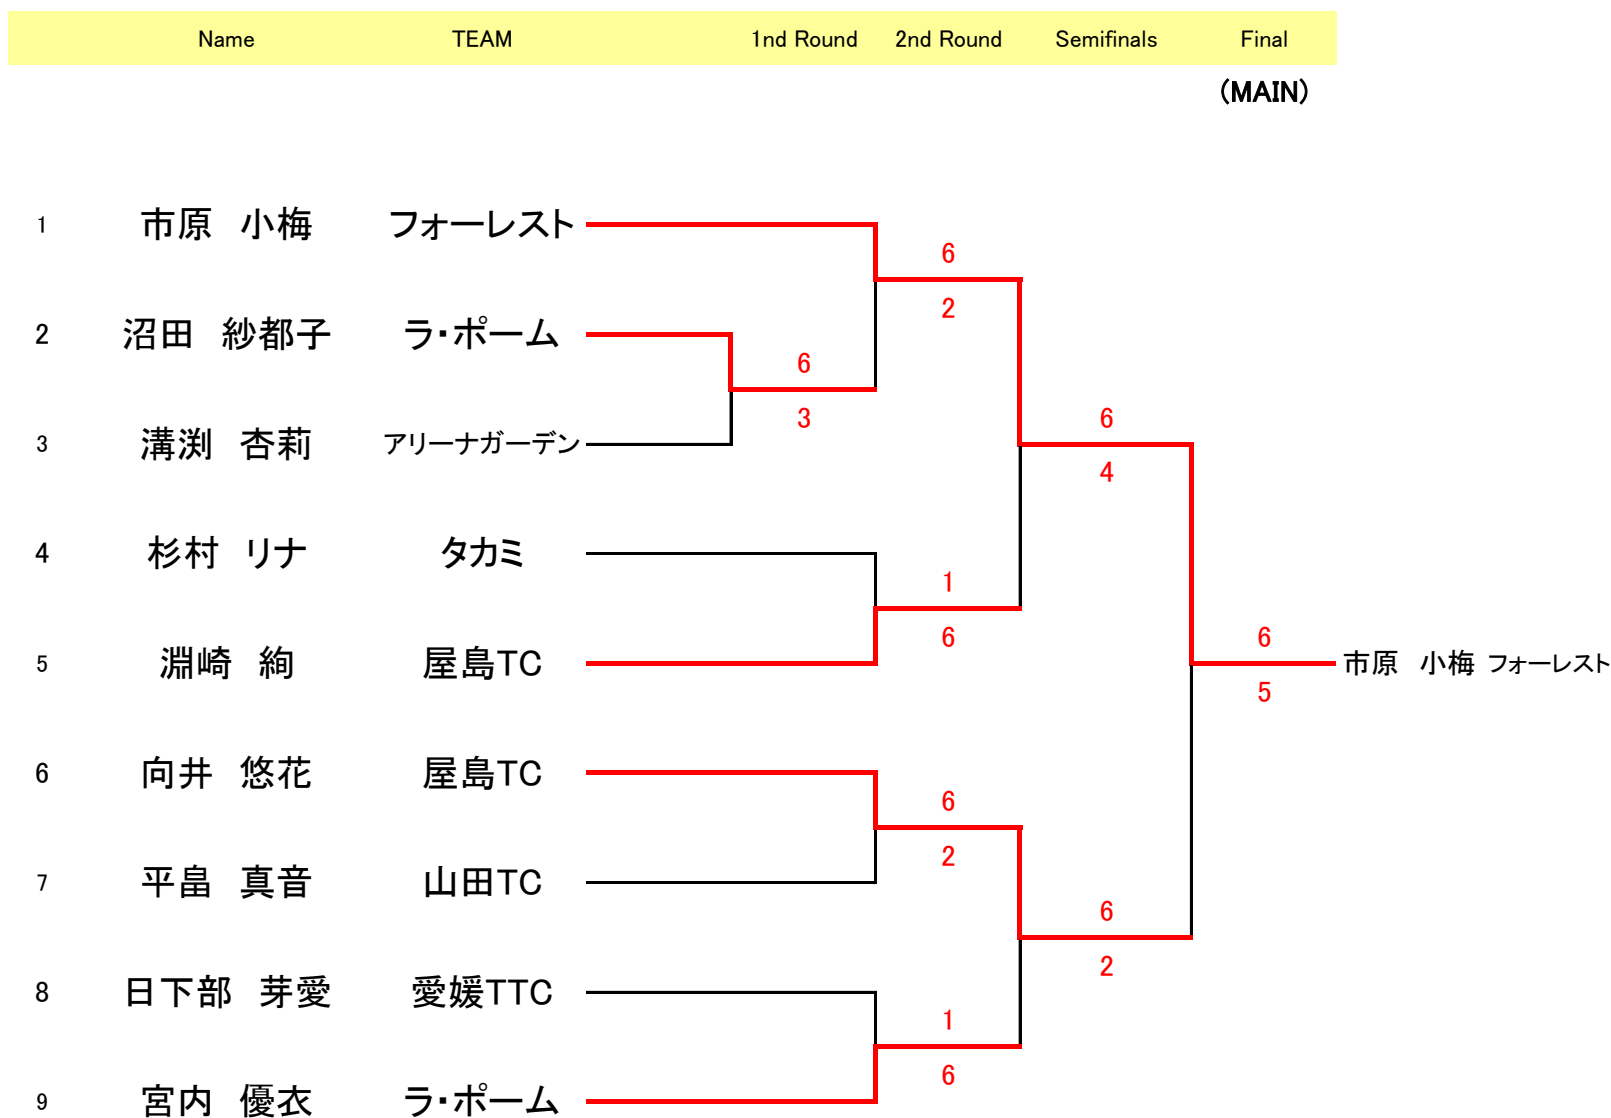 Name TEAM 1nd Round 2nd Round Semifinals Final
(MAIN)
1 市原 小梅 フォーレスト
6
2
2 沼田 紗都子 ラ・ポーム
6
3
6
4
3 溝渕 杏莉 アリーナガーデン
4 杉村 リナ タカミ
1
6
6
5
5 淵崎 絢 屋島TC
市原 小梅 フォーレスト
6 向井 悠花 屋島TC
6
2
7 平畠 真音 山田TC
6
2
8 日下部 芽愛 愛媛TTC
1
6
9 宮内 優衣 ラ・ポーム